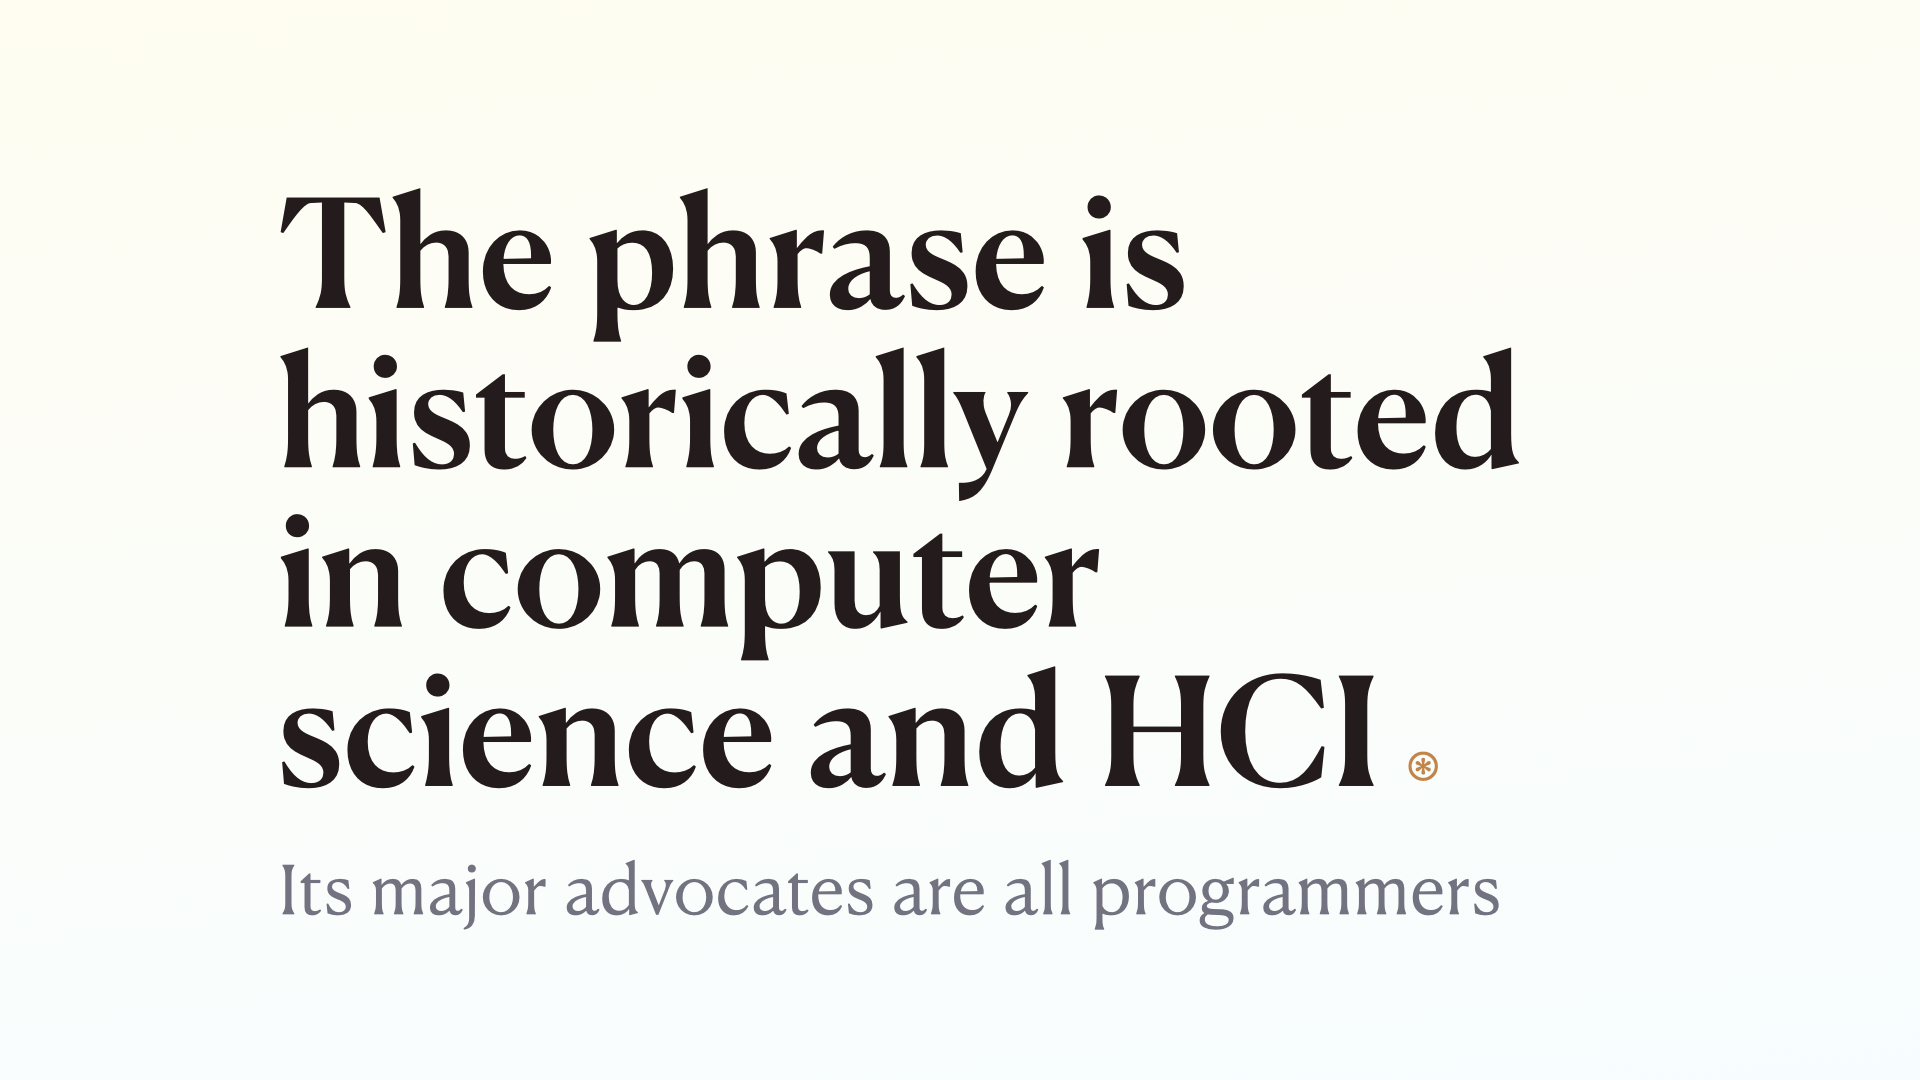 The phrase is
historically rooted
in computer
science and HCI ⊛
Its major advocates are all programmers